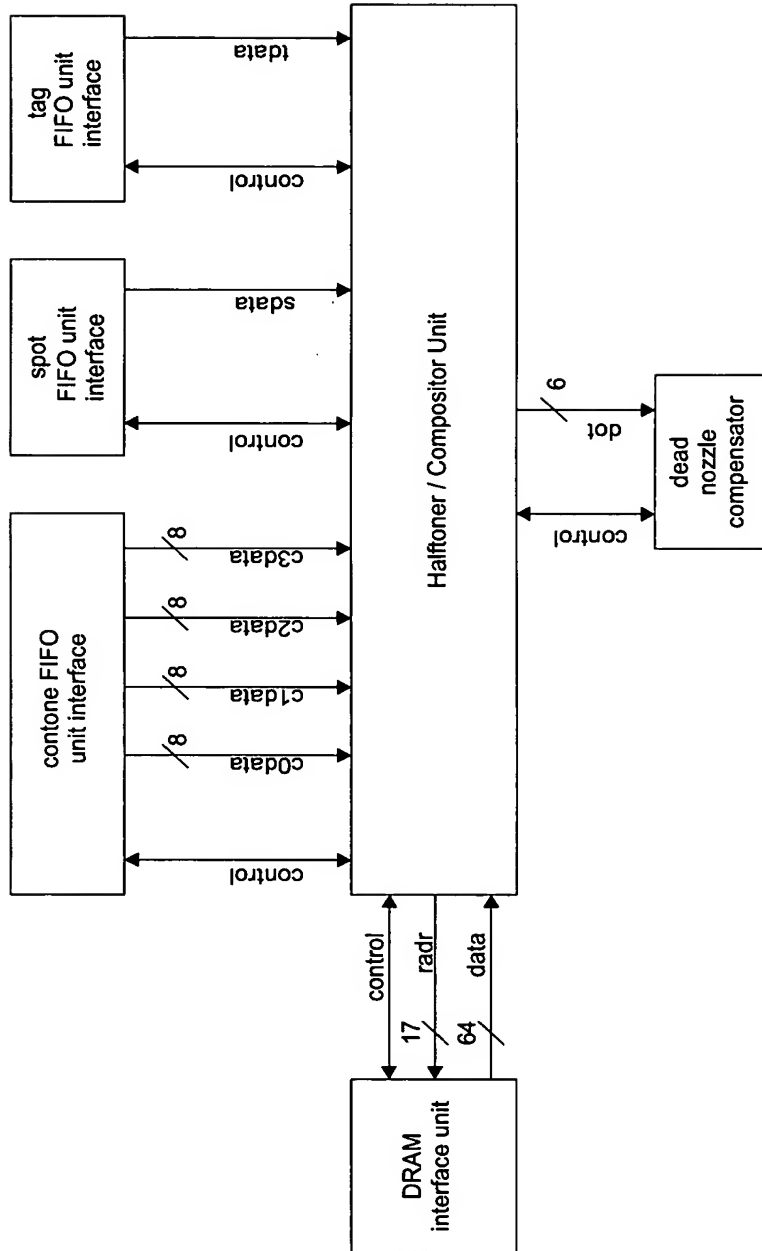 contone FIFO
unit interface
spot
FIFO unit
interface
tag
FIFO unit
interface
control
8
c0data
8
c1data
8
c2data
8
c3data
control
sdata
control
tdata
DRAM
interface unit
control
17
radr
64
data
Halftoner / Compositor Unit
control
6
dot
dead
nozzle
compensator